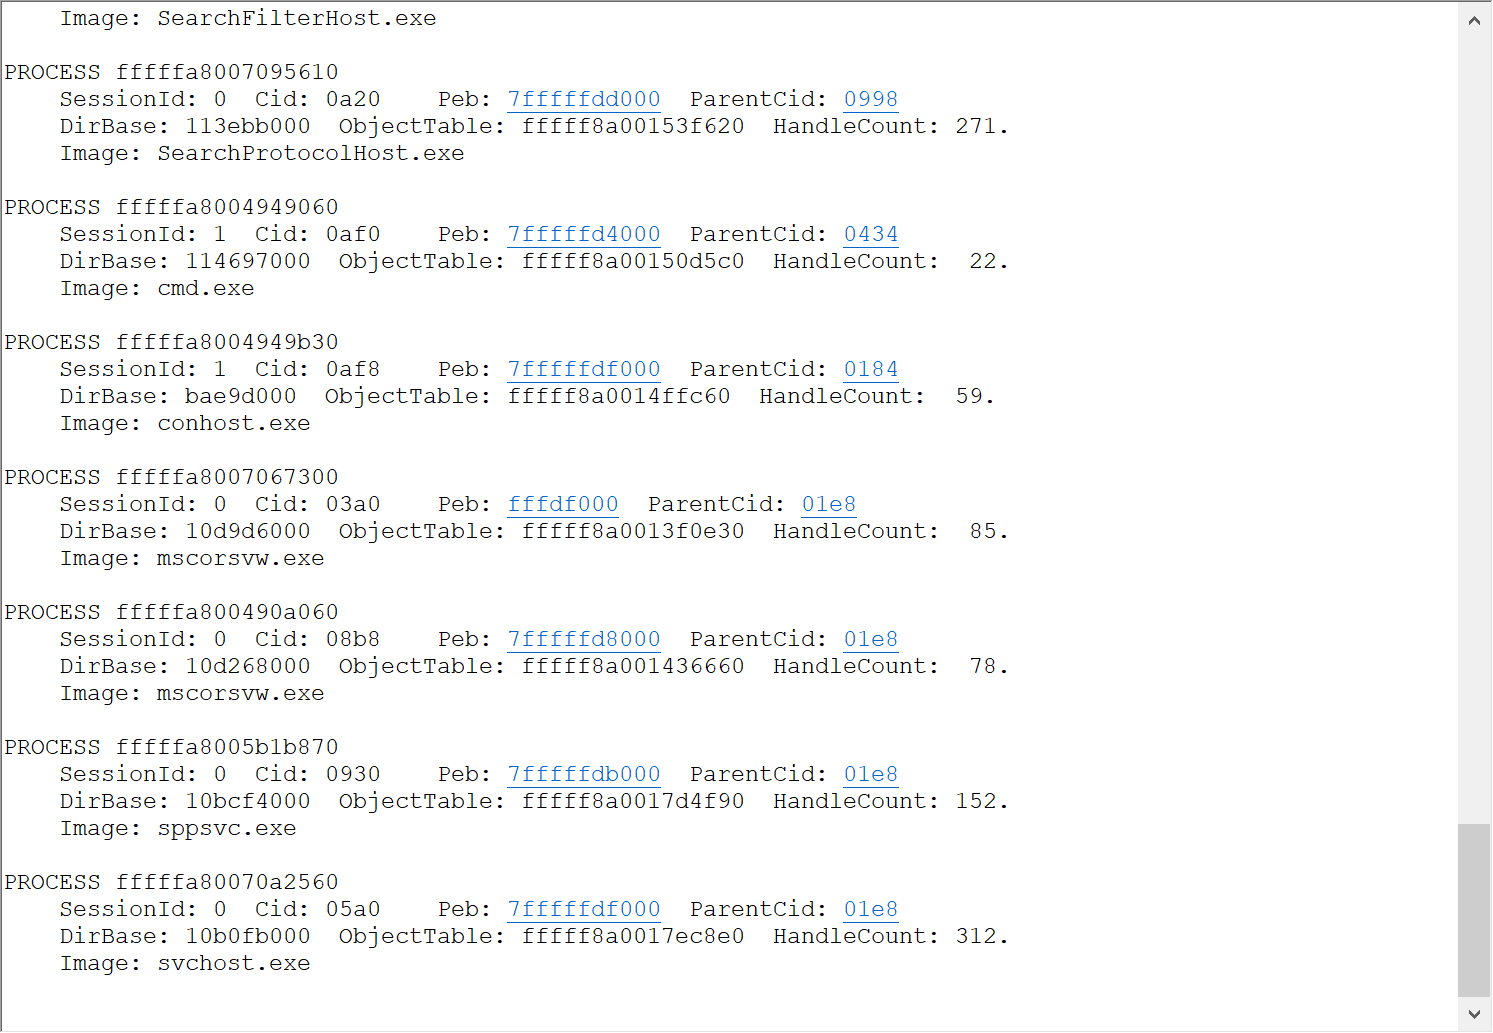 Image: SearchFilterHost.exe
PROCESS fffffa8007095610
SessionId: 0  Cid: 0a20    Peb: 7fffffdd000  ParentCid: 0998
DirBase: 113ebb000  ObjectTable: fffff8a00153f620  HandleCount: 271.
Image: SearchProtocolHost.exe
PROCESS fffffa8004949060
SessionId: 1  Cid: 0af0    Peb: 7fffffd4000  ParentCid: 0434
DirBase: 114697000  ObjectTable: fffff8a00150d5c0  HandleCount:  22.
Image: cmd.exe
PROCESS fffffa8004949b30
SessionId: 1  Cid: 0af8    Peb: 7fffffdf000  ParentCid: 0184
DirBase: bae9d000  ObjectTable: fffff8a0014ffc60  HandleCount:  59.
Image: conhost.exe
PROCESS fffffa8007067300
SessionId: 0  Cid: 03a0    Peb: fffdf000  ParentCid: 01e8
DirBase: 10d9d6000  ObjectTable: fffff8a0013f0e30  HandleCount:  85.
Image: mscorsvw.exe
PROCESS fffffa800490a060
SessionId: 0  Cid: 08b8    Peb: 7fffffd8000  ParentCid: 01e8
DirBase: 10d268000  ObjectTable: fffff8a001436660  HandleCount:  78.
Image: mscorsvw.exe
PROCESS fffffa8005b1b870
SessionId: 0  Cid: 0930    Peb: 7fffffdb000  ParentCid: 01e8
DirBase: 10bcf4000  ObjectTable: fffff8a0017d4f90  HandleCount: 152.
Image: sppsvc.exe
PROCESS fffffa80070a2560
SessionId: 0  Cid: 05a0    Peb: 7fffffdf000  ParentCid: 01e8
DirBase: 10b0fb000  ObjectTable: fffff8a0017ec8e0  HandleCount: 312.
Image: svchost.exe